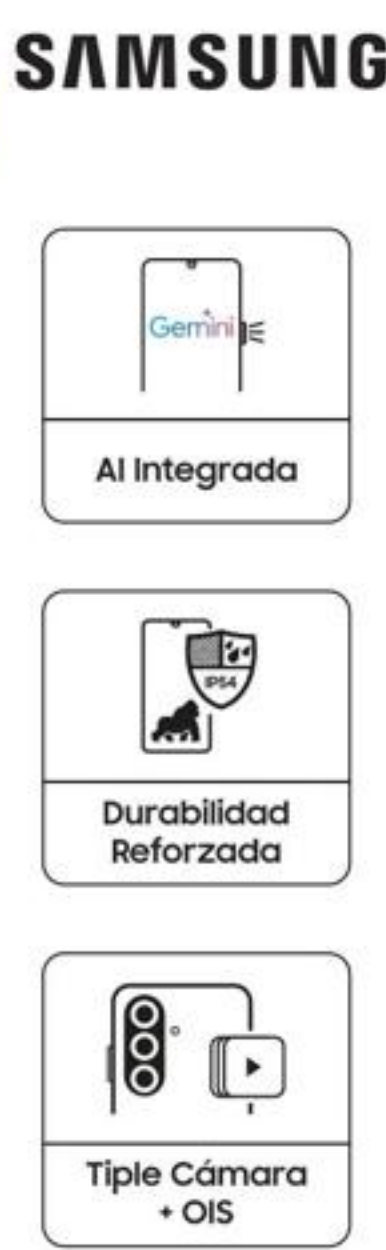 SAMSUNG
Gemini
AI Integrada
IP54
Durabilidad
Reforzada
Tiple Cámara
+ OIS